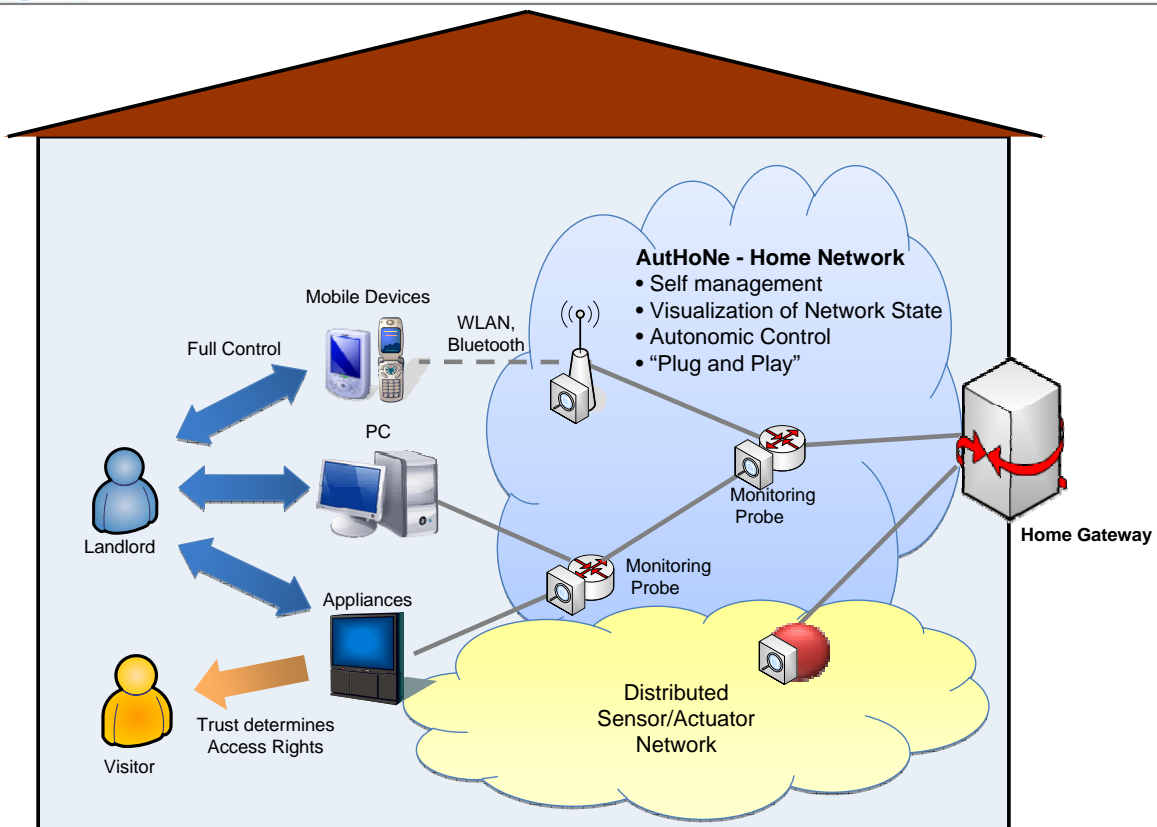 AutHoNe - Home Network
• Self management
• Visualization of Network State
• Autonomic Control
• “Plug and Play”
Mobile Devices
WLAN,
Bluetooth
Full Control
PC
Landlord
Monitoring
Probe
Home Gateway
Monitoring
Probe
Appliances
Distributed
Sensor/Actuator
Network
Trust determines
Access Rights
Visitor